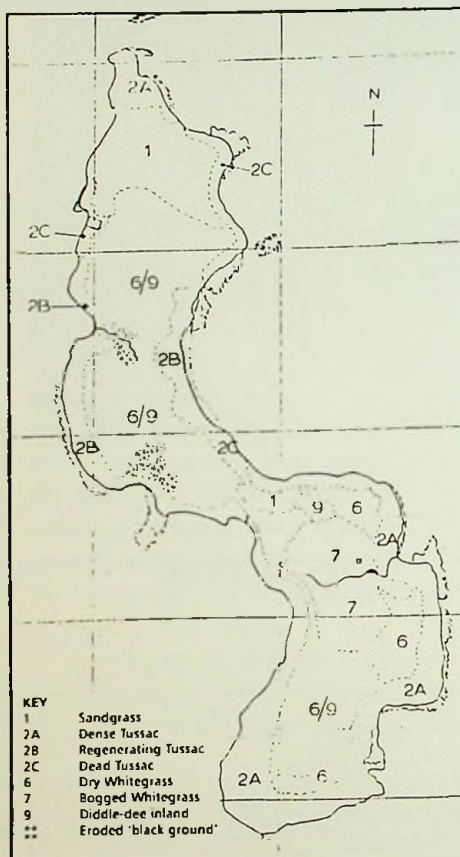 2A
N
1
2C
2C
6/9
2B
2B
6/9
2B
2C
1 9 6
2A
7
7
6
6/9
2A
2A 6
KEY
1 Sandgrass
2A Dense Tussac
2B Regenerating Tussac
2C Dead Tussac
6 Dry Whitegrass
7 Bogged Whitegrass
9 Diddle-dee inland
Eroded 'black ground'